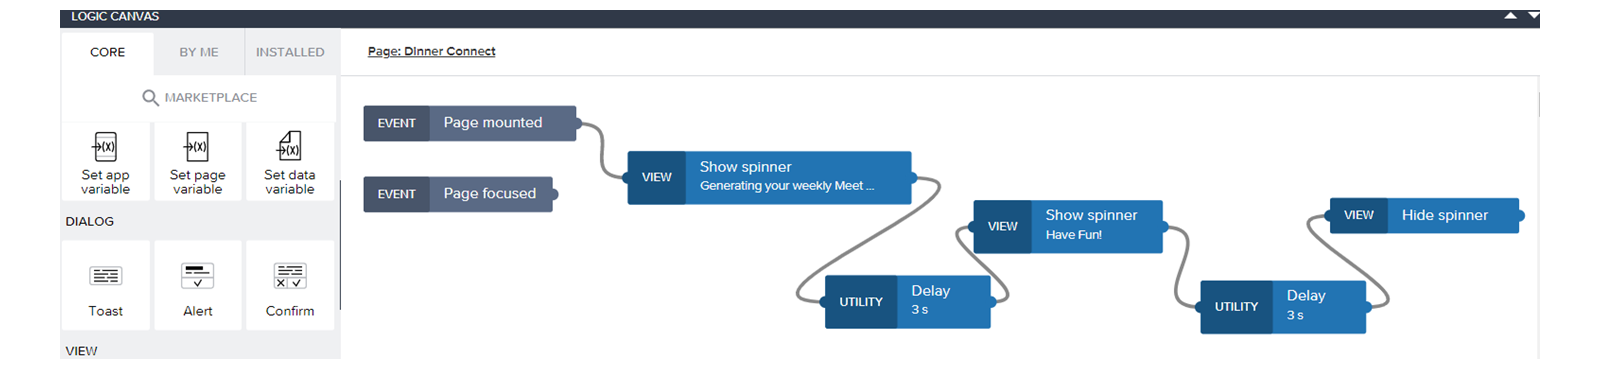 LOGIC CANVAS
CORE
BY ME
INSTALLED
MARKETPLACE
(X)
(X)
(X)
Set app
variable
Set page
variable
Set data
variable
DIALOG
Toast
Alert
Confirm
VIEW
Page: Dinner Connect
EVENT Page mounted
EVENT Page focused
VIEW Show spinner
Generating your weekly Meet ...
UTILITY Delay
3 s
VIEW Show spinner
Have Fun!
UTILITY Delay
3 s
VIEW Hide spinner